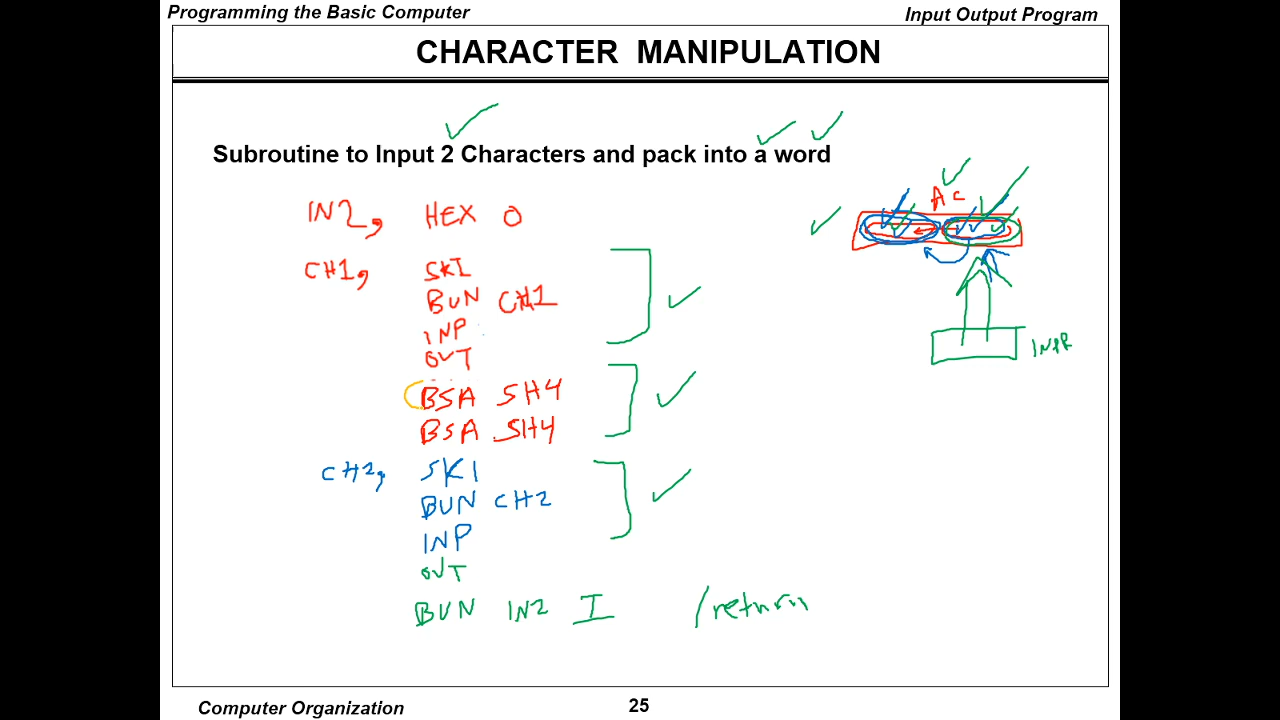 Programming the Basic Computer
Input Output Program
CHARACTER MANIPULATION
Subroutine to Input 2 Characters and pack into a word
AC
IN2, HEX 0
CH1, SKI
BUN CH1
INP
OUT
INPR
BSA SH4
BSA SH4
CH2, SKI
BUN CH2
INP
OUT
BUN IN2 I /return
Computer Organization
25